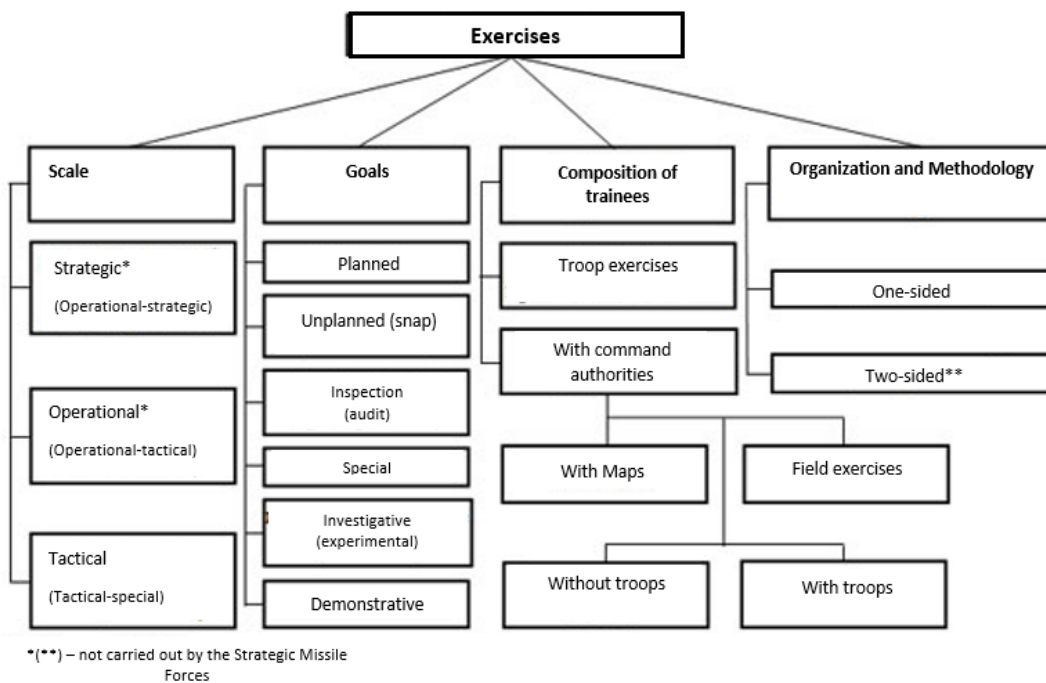 Exercises
Scale
Strategic*
(Operational-strategic)
Operational*
(Operational-tactical)
Tactical
(Tactical-special)
Goals
Planned
Unplanned (snap)
Inspection
(audit)
Special
Investigative
(experimental)
Demonstrative
Composition of
trainees
Troop exercises
With command
authorities
With Maps
Field exercises
Without troops
With troops
Organization and Methodology
One-sided
Two-sided**
*(**) – not carried out by the Strategic Missile
Forces